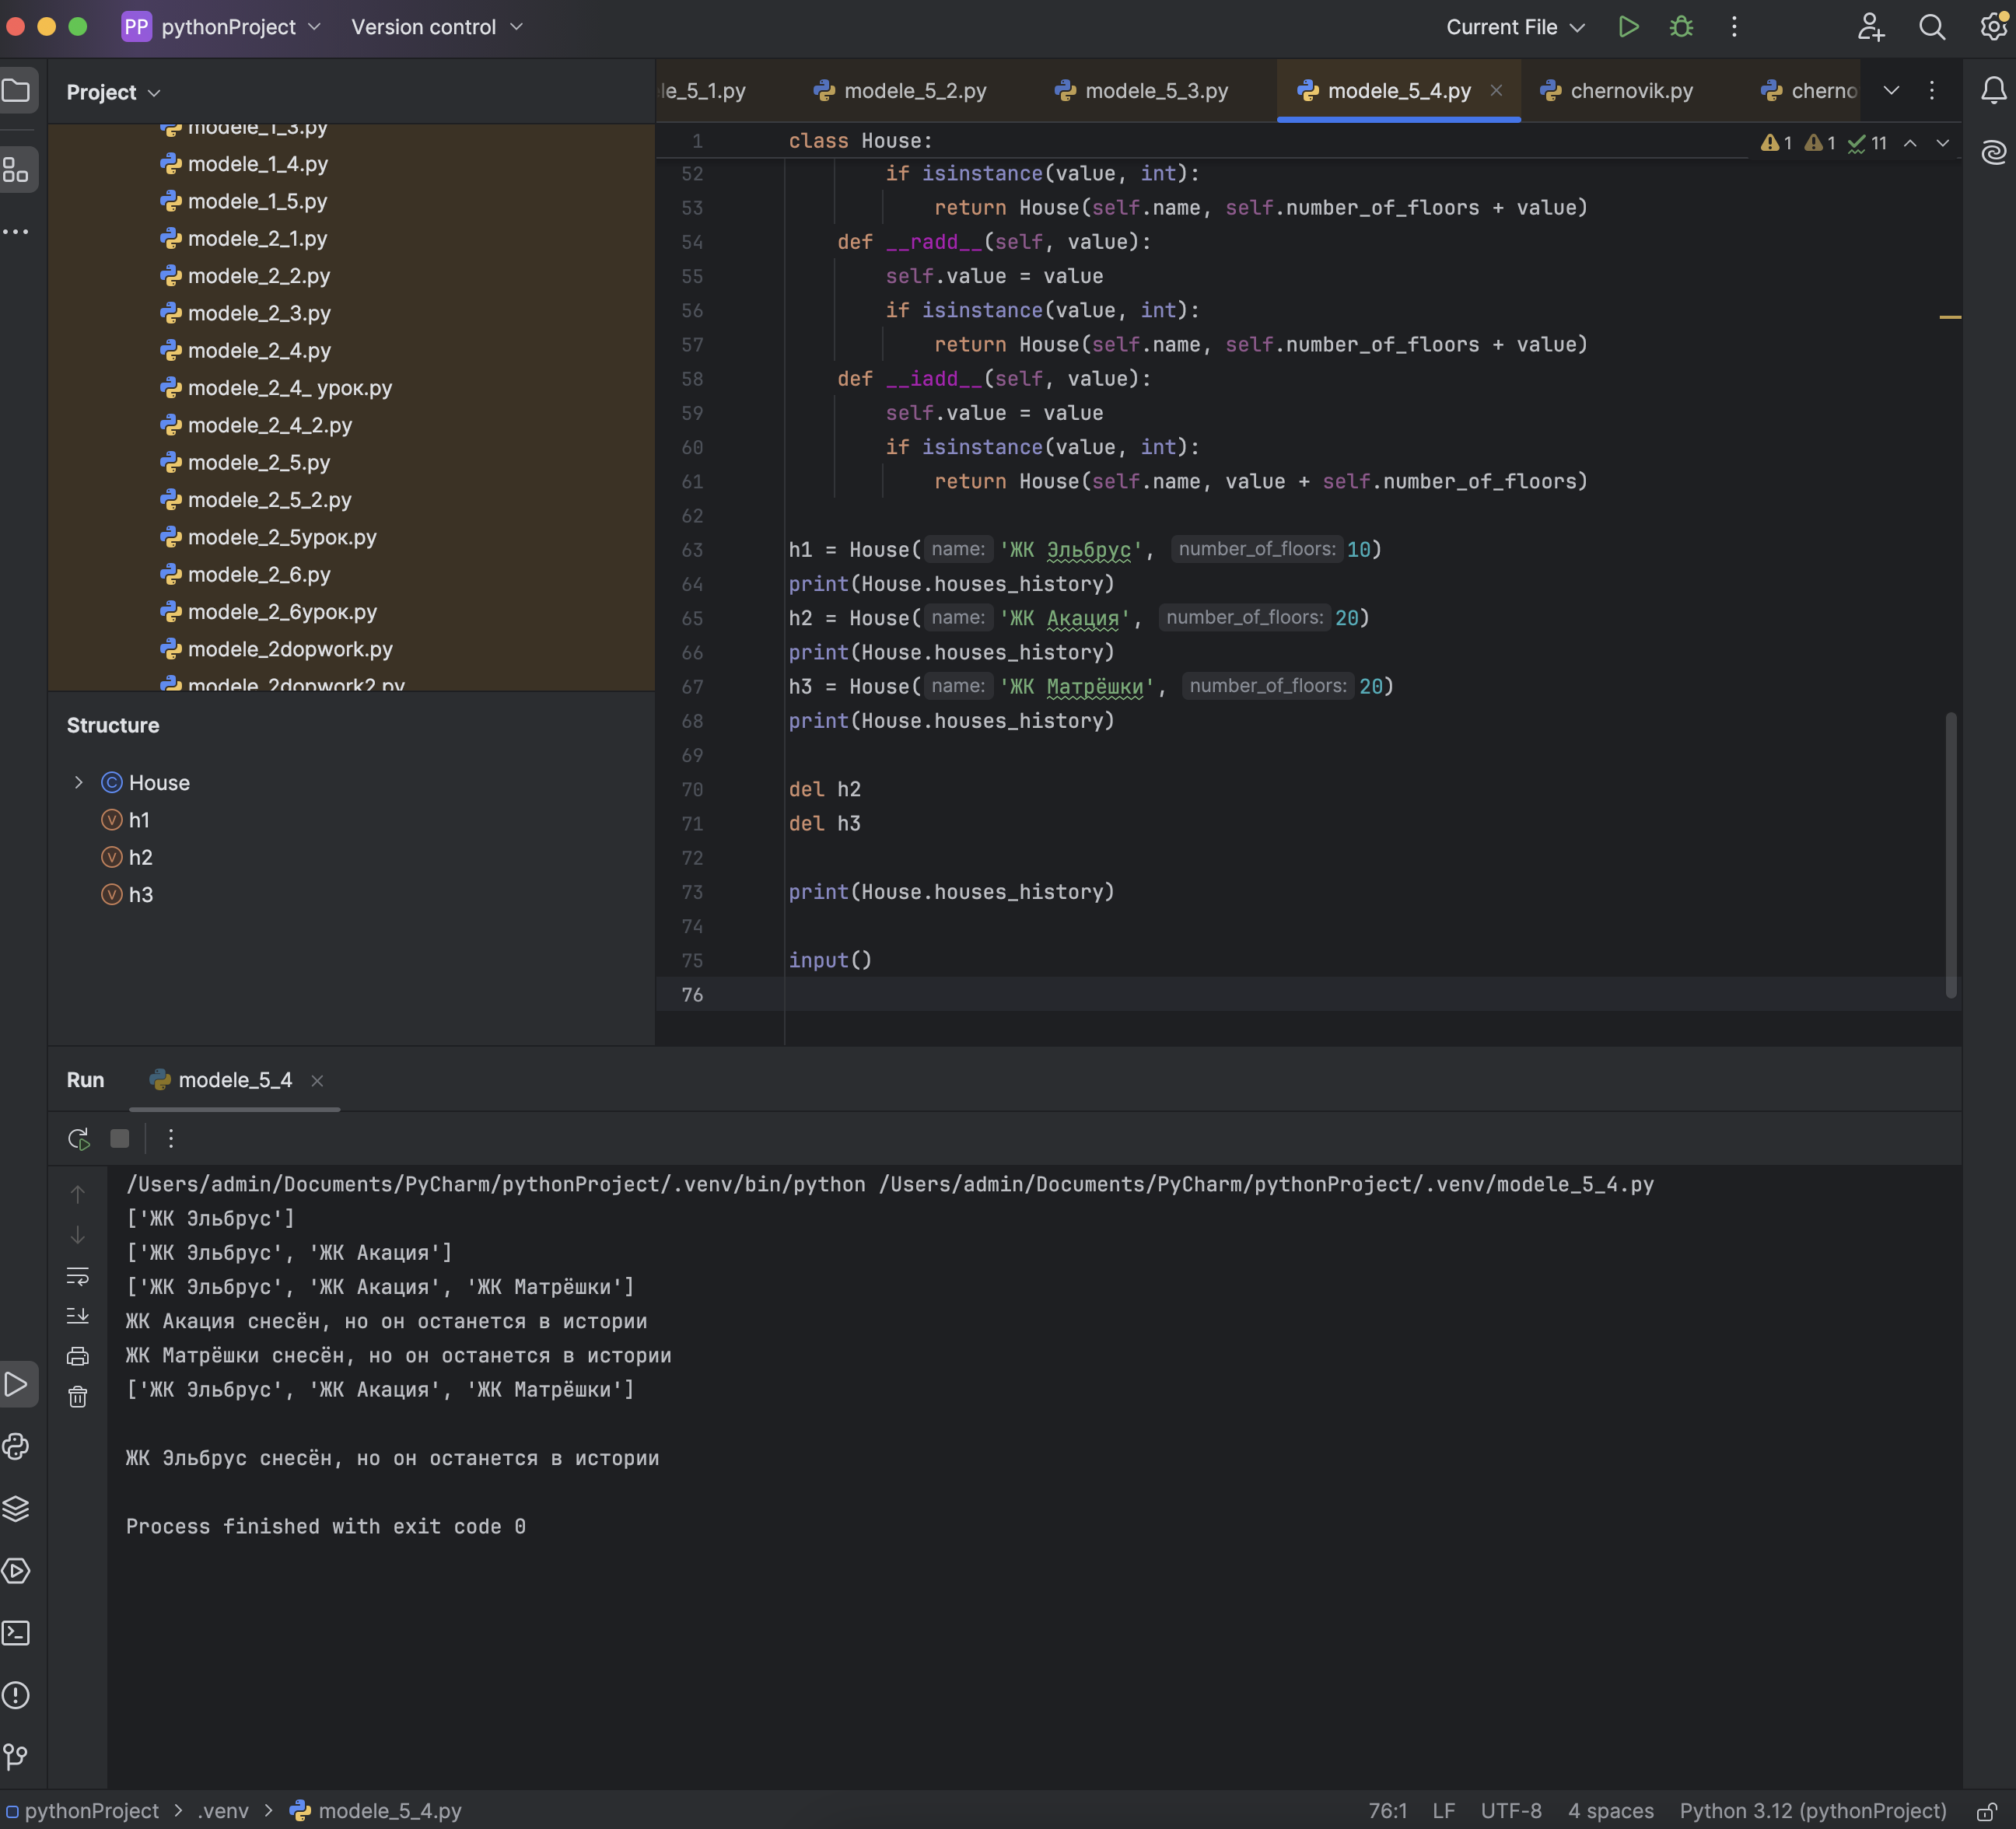 PP pythonProject Version control Current File
Project
le_5_1.py modele_5_2.py modele_5_3.py modele_5_4.py chernovik.py cherno
modele_1_3.py
modele_1_4.py
modele_1_5.py
modele_2_1.py
modele_2_2.py
modele_2_3.py
modele_2_4.py
modele_2_4_ урок.py
modele_2_4_2.py
modele_2_5.py
modele_2_5_2.py
modele_2_5урок.py
modele_2_6.py
modele_2_6урок.py
modele_2dopwork.py
modele_2dopwork2.py
Structure
C House
V h1
V h2
V h3
1 class House: 1 1 11
52 if isinstance(value, int):
53 return House(self.name, self.number_of_floors + value)
54 def __radd__(self, value):
55 self.value = value
56 if isinstance(value, int):
57 return House(self.name, self.number_of_floors + value)
58 def __iadd__(self, value):
59 self.value = value
60 if isinstance(value, int):
61 return House(self.name, value + self.number_of_floors)
62
63 h1 = House( name: 'ЖК Эльбрус', number_of_floors: 10)
64 print(House.houses_history)
65 h2 = House( name: 'ЖК Акация', number_of_floors: 20)
66 print(House.houses_history)
67 h3 = House( name: 'ЖК Матрёшки', number_of_floors: 20)
68 print(House.houses_history)
69
70 del h2
71 del h3
72
73 print(House.houses_history)
74
75 input()
76
Run modele_5_4
/Users/admin/Documents/PyCharm/pythonProject/.venv/bin/python /Users/admin/Documents/PyCharm/pythonProject/.venv/modele_5_4.py
['ЖК Эльбрус']
['ЖК Эльбрус', 'ЖК Акация']
['ЖК Эльбрус', 'ЖК Акация', 'ЖК Матрёшки']
ЖК Акация снесён, но он останется в истории
ЖК Матрёшки снесён, но он останется в истории
['ЖК Эльбрус', 'ЖК Акация', 'ЖК Матрёшки']
ЖК Эльбрус снесён, но он останется в истории
Process finished with exit code 0
pythonProject > .venv > modele_5_4.py 76:1 LF UTF-8 4 spaces Python 3.12 (pythonProject)